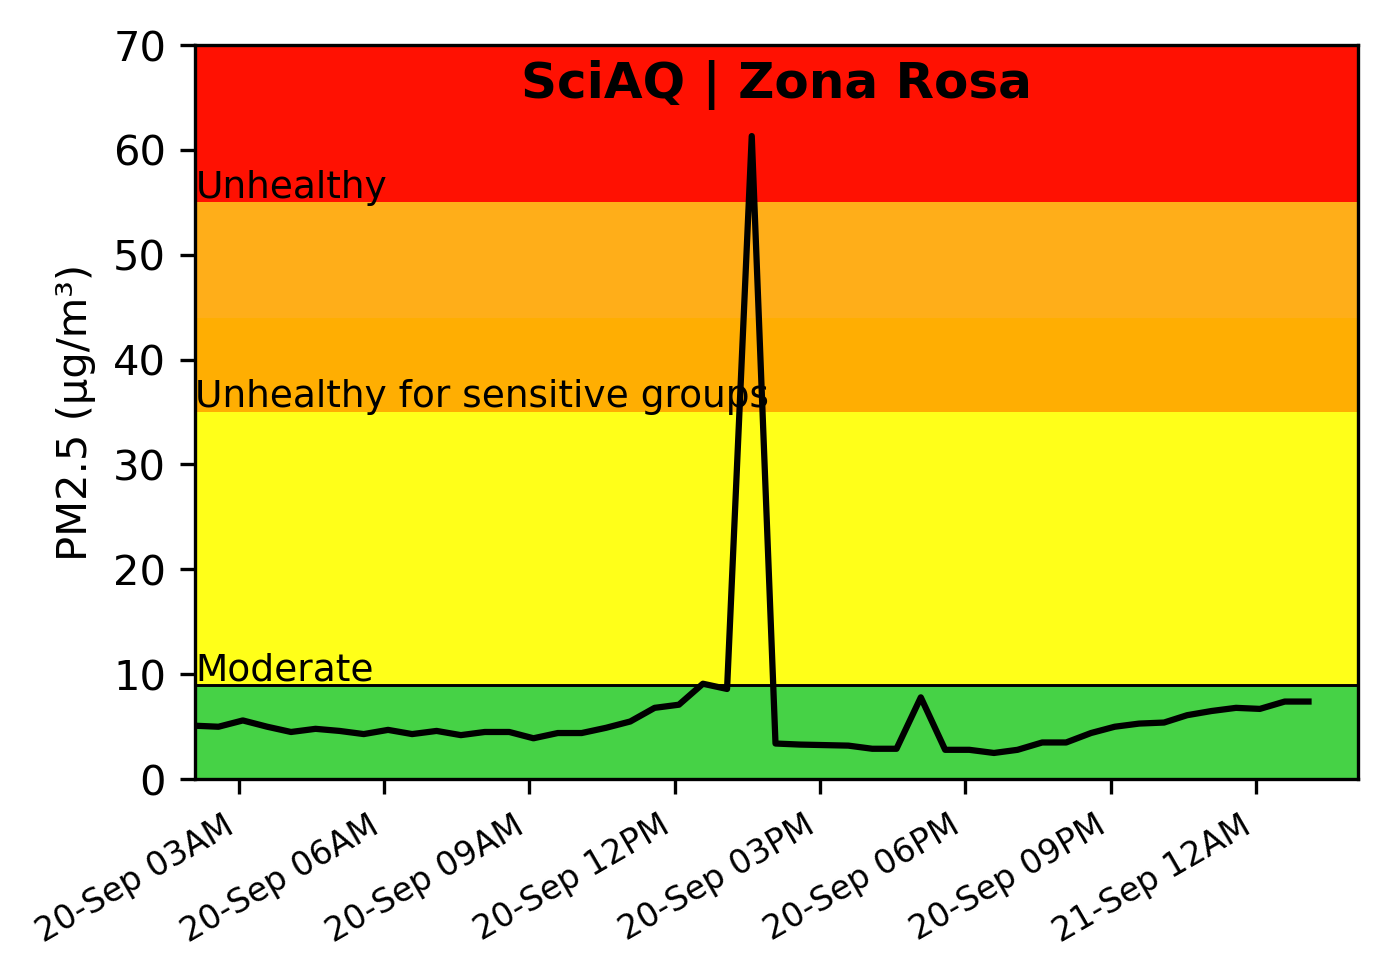 SciAQ | Zona Rosa
PM2.5 (μg/m³)
70
60
50
40
30
20
10
0
Unhealthy
Unhealthy for sensitive groups
Moderate
20-Sep 03AM
20-Sep 06AM
20-Sep 09AM
20-Sep 12PM
20-Sep 03PM
20-Sep 06PM
20-Sep 09PM
21-Sep 12AM